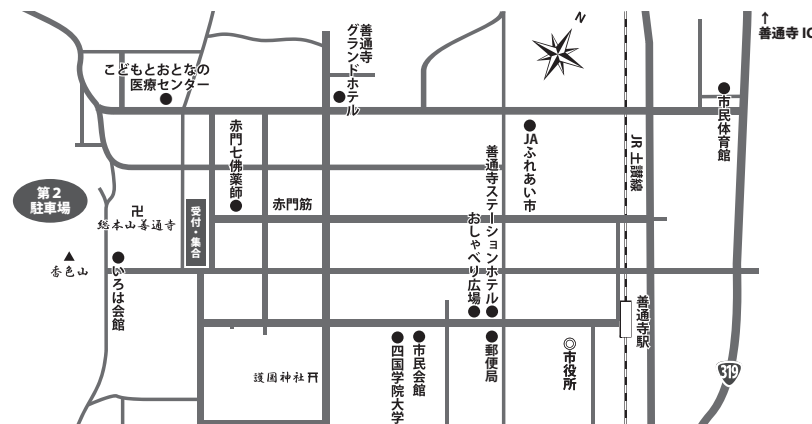 N
↑
善通寺 IC
善通寺
グランドホテル
こどもとおとなの
医療センター
市民体育館
赤門七佛薬師
JAふれあい市
JR 土讃線
善通寺ステーションホテル
おしゃべり広場
第2
駐車場
卍
総本山善通寺
受付・集合
赤門筋
香色山
いろは会館
善通寺駅
四国学院大学
市民会館
郵便局
市役所
護国神社
319